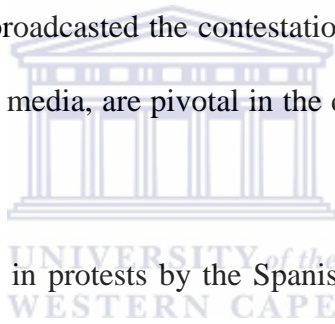 broadcasted the contestatio
media, are pivotal in the
UNIVERSITY of the
in protests by the Spanis
WESTERN CAPE